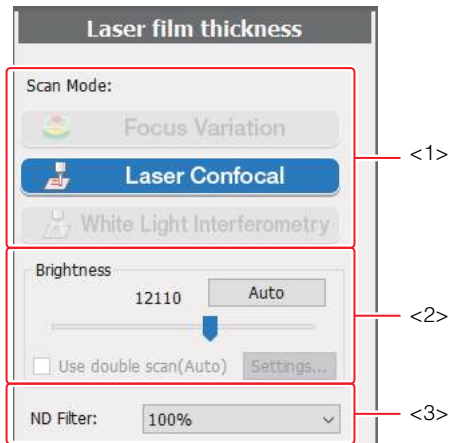 Laser film thickness
Scan Mode:
Focus Variation
Laser Confocal
<1>
White Light Interferometry
Brightness
12110 Auto
<2>
Use double scan(Auto) Settings...
ND Filter: 100%
<3>